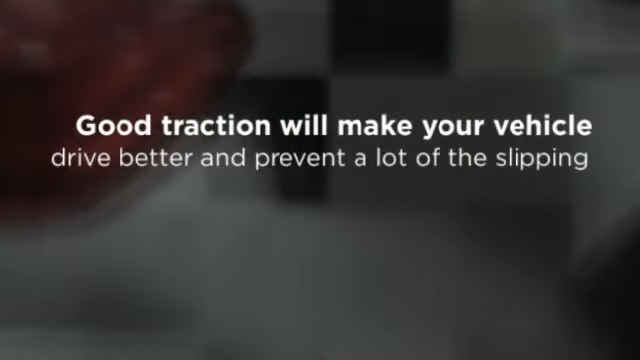 Good traction will make your vehicle
drive better and prevent a lot of the slipping